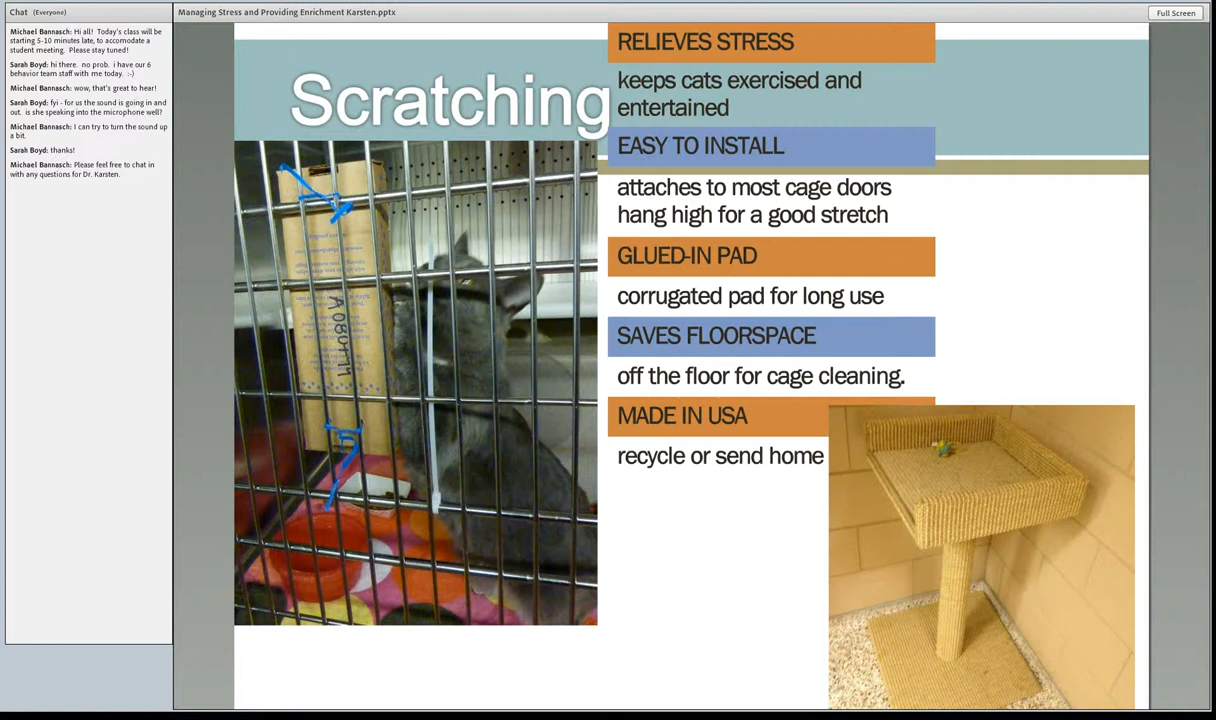 Chat (Everyone)
Michael Bannasch: Hi all! Today's class will be
starting 5-10 minutes late, to accomodate a
student meeting. Please stay tuned!
Sarah Boyd: hi there. no prob. i have our 6
behavior team staff with me today. :-)
Michael Bannasch: wow, that's great to hear!
Sarah Boyd: fyi - for us the sound is going in and
out. is she speaking into the microphone well?
Michael Bannasch: I can try to turn the sound up
a bit.
Sarah Boyd: thanks!
Michael Bannasch: Please feel free to chat in
with any questions for Dr. Karsten.
Managing Stress and Providing Enrichment Karsten.pptx
Full Screen
Scratching
RELIEVES STRESS
keeps cats exercised and
entertained
EASY TO INSTALL
attaches to most cage doors
hang high for a good stretch
GLUED-IN PAD
corrugated pad for long use
SAVES FLOORSPACE
off the floor for cage cleaning.
MADE IN USA
recycle or send home